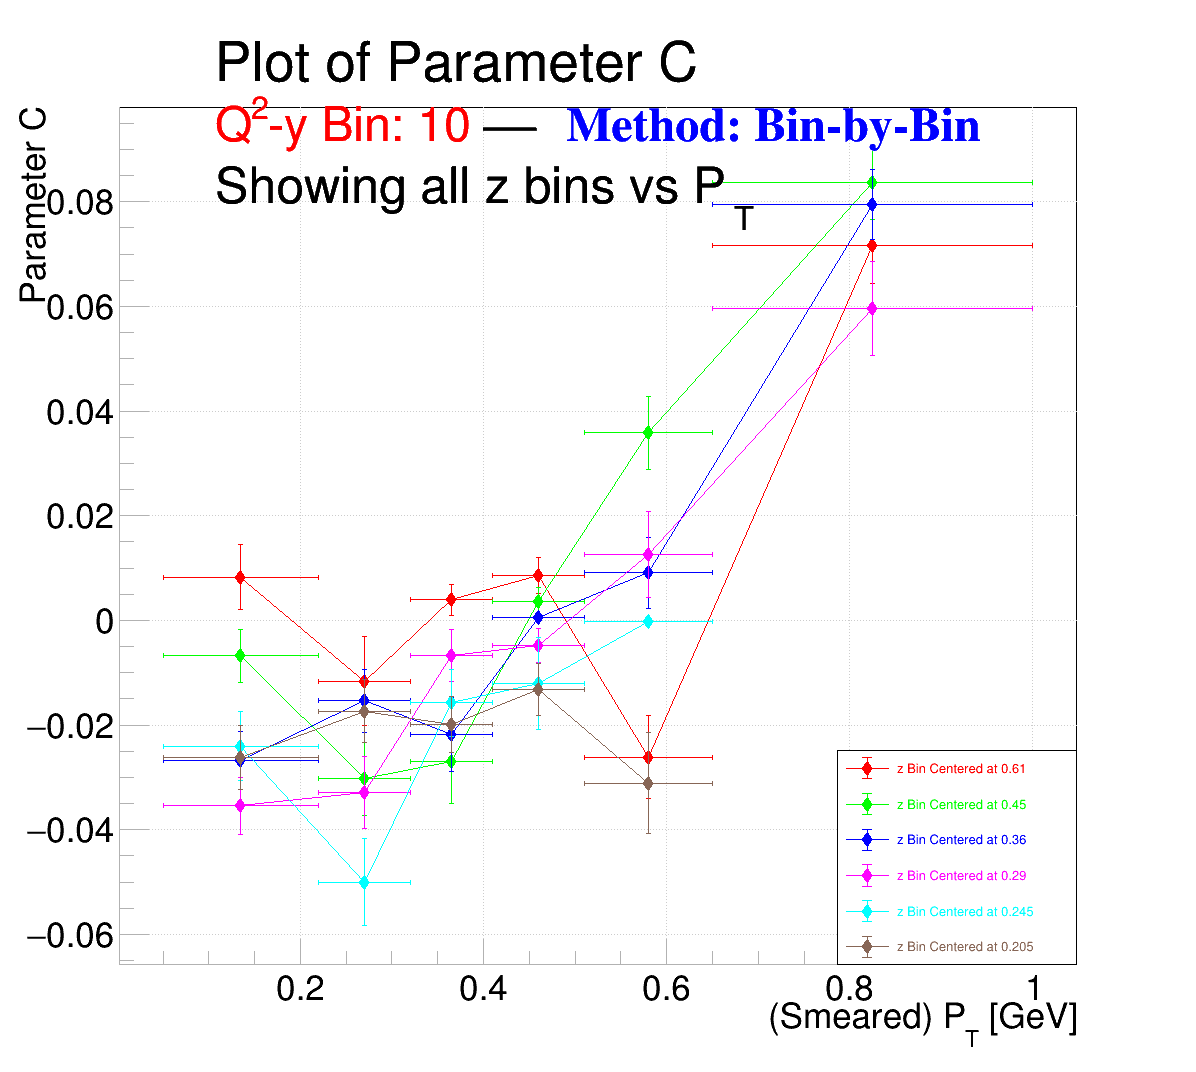 Plot of Parameter C
Q²-y Bin: 10 — Method: Bin-by-Bin
Showing all z bins vs P_T
Parameter C
0.08
0.06
0.04
0.02
0
−0.02
−0.04
−0.06
z Bin Centered at 0.61
z Bin Centered at 0.45
z Bin Centered at 0.36
z Bin Centered at 0.29
z Bin Centered at 0.245
z Bin Centered at 0.205
0.2 0.4 0.6 0.8 1
(Smeared) P_T [GeV]